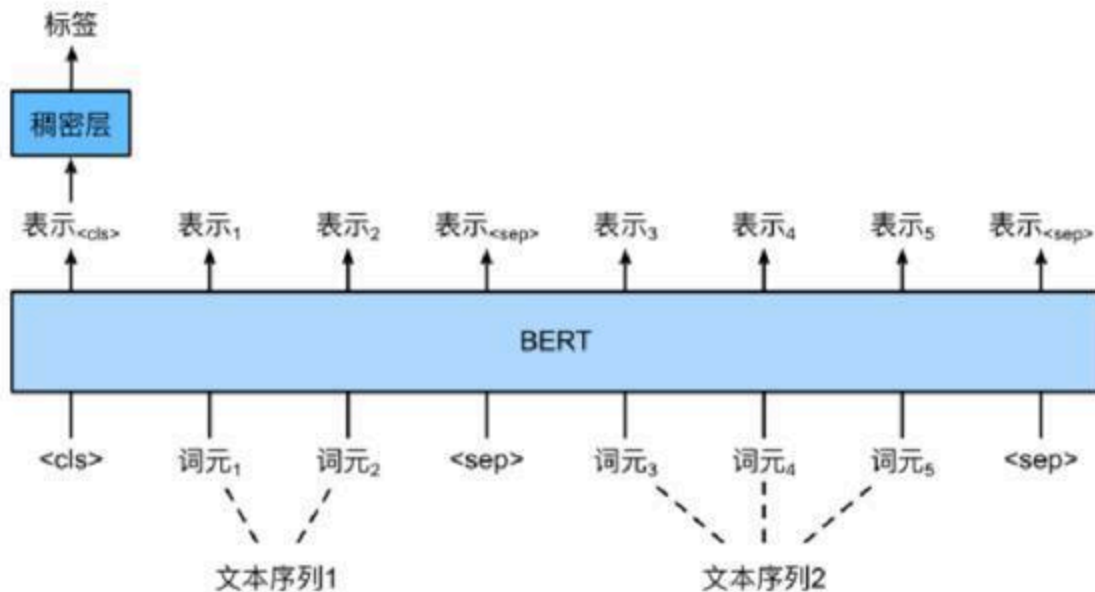 标签
稠密层
表示<cls> 表示1 表示2 表示<sep> 表示3 表示4 表示5 表示<sep>
BERT
<cls> 词元1 词元2 <sep> 词元3 词元4 词元5 <sep>
文本序列1 文本序列2